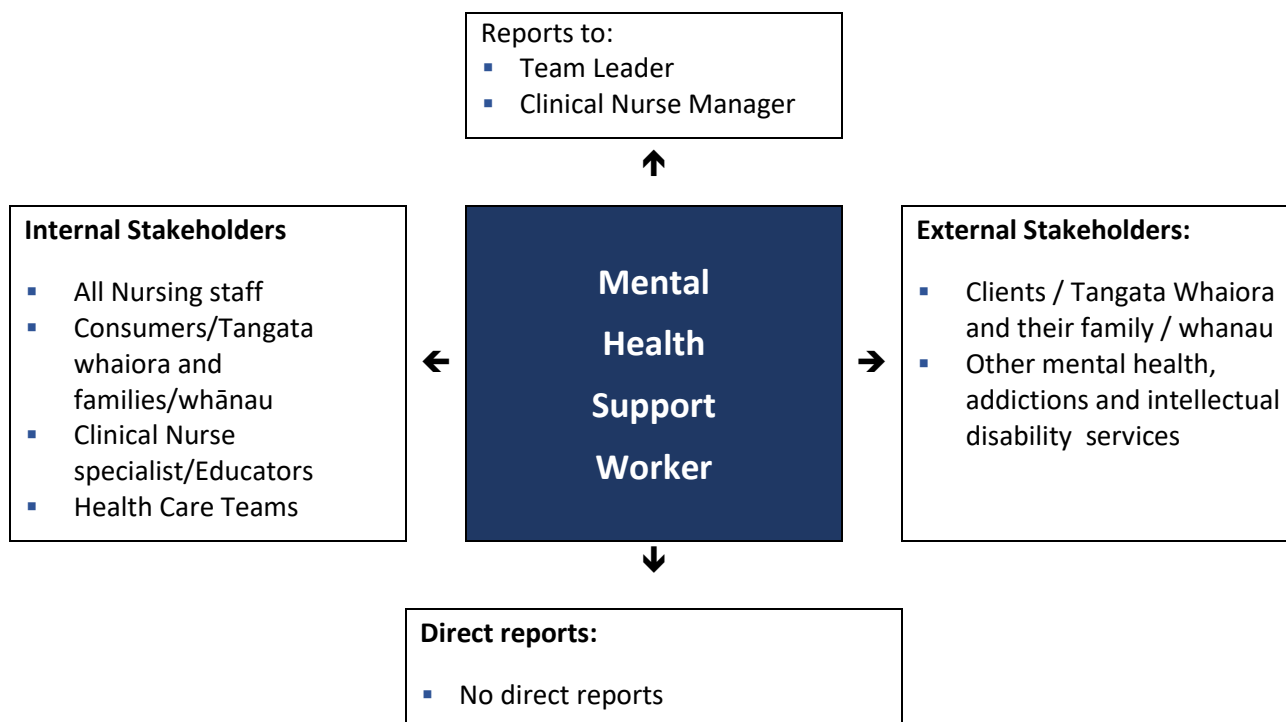 Reports to:
▪ Team Leader
▪ Clinical Nurse Manager
Internal Stakeholders
▪ All Nursing staff
▪ Consumers/Tangata
whaiora and
families/whānau
▪ Clinical Nurse
specialist/Educators
▪ Health Care Teams
Mental
Health
Support
Worker
External Stakeholders:
▪ Clients / Tangata Whaiora
and their family / whanau
▪ Other mental health,
addictions and intellectual
disability services
Direct reports:
▪ No direct reports